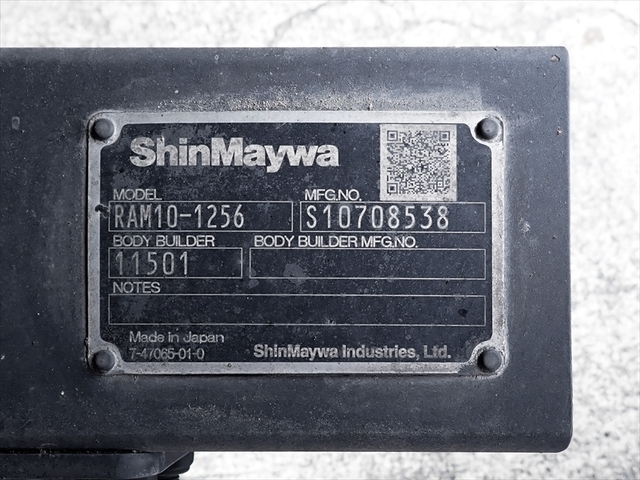 ShinMaywa
MODEL MFG.NO.
RAM10-1256 S10708538
BODY BUILDER BODY BUILDER MFG.NO.
11501
NOTES
Made in Japan
7-47065-01-0 ShinMaywa Industries, Ltd.